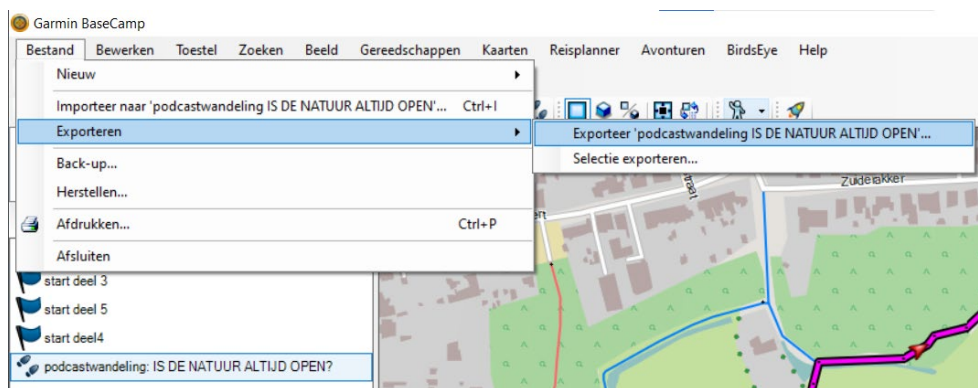 Garmin BaseCamp
Bestand Bewerken Toestel Zoeken Beeld Gereedschappen Kaarten Reisplanner Avonturen BirdsEye Help
Nieuw
Importeer naar 'podcastwandeling IS DE NATUUR ALTIJD OPEN'... Ctrl+I
Exporteren
Exporteer 'podcastwandeling IS DE NATUUR ALTIJD OPEN'...
Back-up...
Selectie exporteren...
Zuiderakker
Herstellen...
straat
Afdrukken... Ctrl+P
Afsluiten
start deel 3
start deel 5
start deel4
podcastwandeling: IS DE NATUUR ALTIJD OPEN?